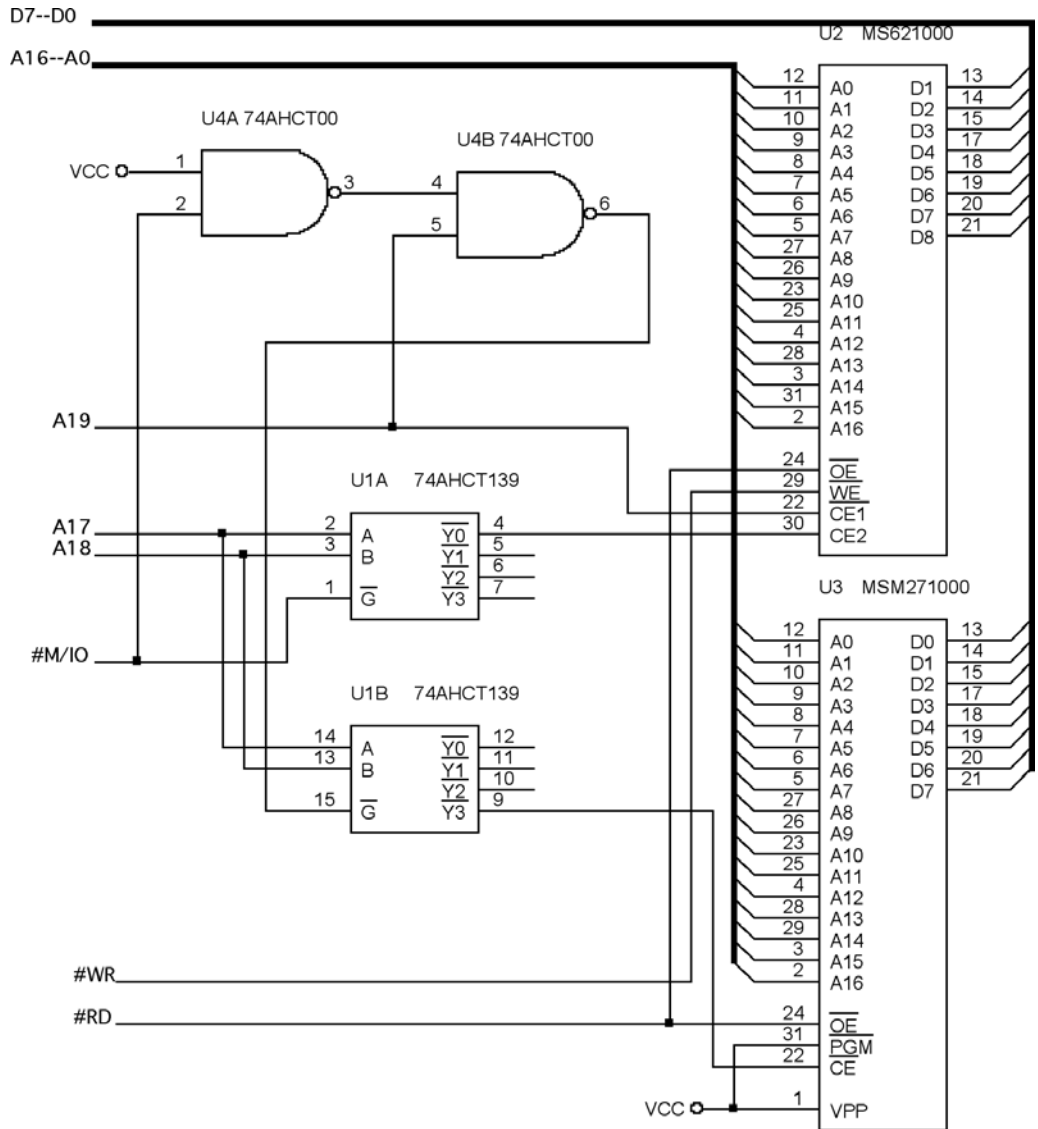 D7--D0
A16--A0
U2 MS621000
12 A0 D1 13
11 A1 D2 14
10 A2 D3 15
9 A3 D4 17
8 A4 D5 18
7 A5 D6 19
6 A6 D7 20
5 A7 D8 21
27 A8
26 A9
23 A10
25 A11
4 A12
28 A13
3 A14
31 A15
2 A16
24 OE
29 WE
22 CE1
30 CE2
U4A 74AHCT00
VCC 1
2
3
U4B 74AHCT00
4
5
6
A19
U1A 74AHCT139
A17 2 A Y0 4
A18 3 B Y1 5
Y2 6
1 G Y3 7
#M/IO
U1B 74AHCT139
14 A Y0 12
13 B Y1 11
Y2 10
15 G Y3 9
U3 MSM271000
12 A0 D0 13
11 A1 D1 14
10 A2 D2 15
9 A3 D3 17
8 A4 D4 18
7 A5 D5 19
6 A6 D6 20
5 A7 D7 21
27 A8
26 A9
23 A10
25 A11
4 A12
28 A13
29 A14
3 A15
2 A16
#WR
#RD
24 OE
31 PGM
22 CE
VCC 1 VPP